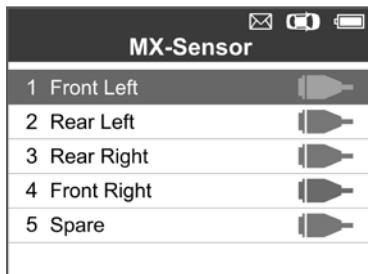 MX-Sensor
1 Front Left
2 Rear Left
3 Rear Right
4 Front Right
5 Spare